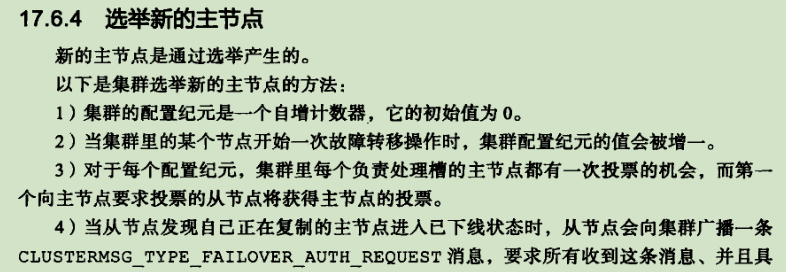 17.6.4 选举新的主节点
新的主节点是通过选举产生的。
以下是集群选举新的主节点的方法：
1）集群的配置纪元是一个自增计数器，它的初始值为 0。
2）当集群里的某个节点开始一次故障转移操作时，集群配置纪元的值会被增一。
3）对于每个配置纪元，集群里每个负责处理槽的主节点都有一次投票的机会，而第一
个向主节点要求投票的从节点将获得主节点的投票。
4）当从节点发现自己正在复制的主节点进入已下线状态时，从节点会向集群广播一条
CLUSTERMSG_TYPE_FAILOVER_AUTH_REQUEST 消息，要求所有收到这条消息、并且具